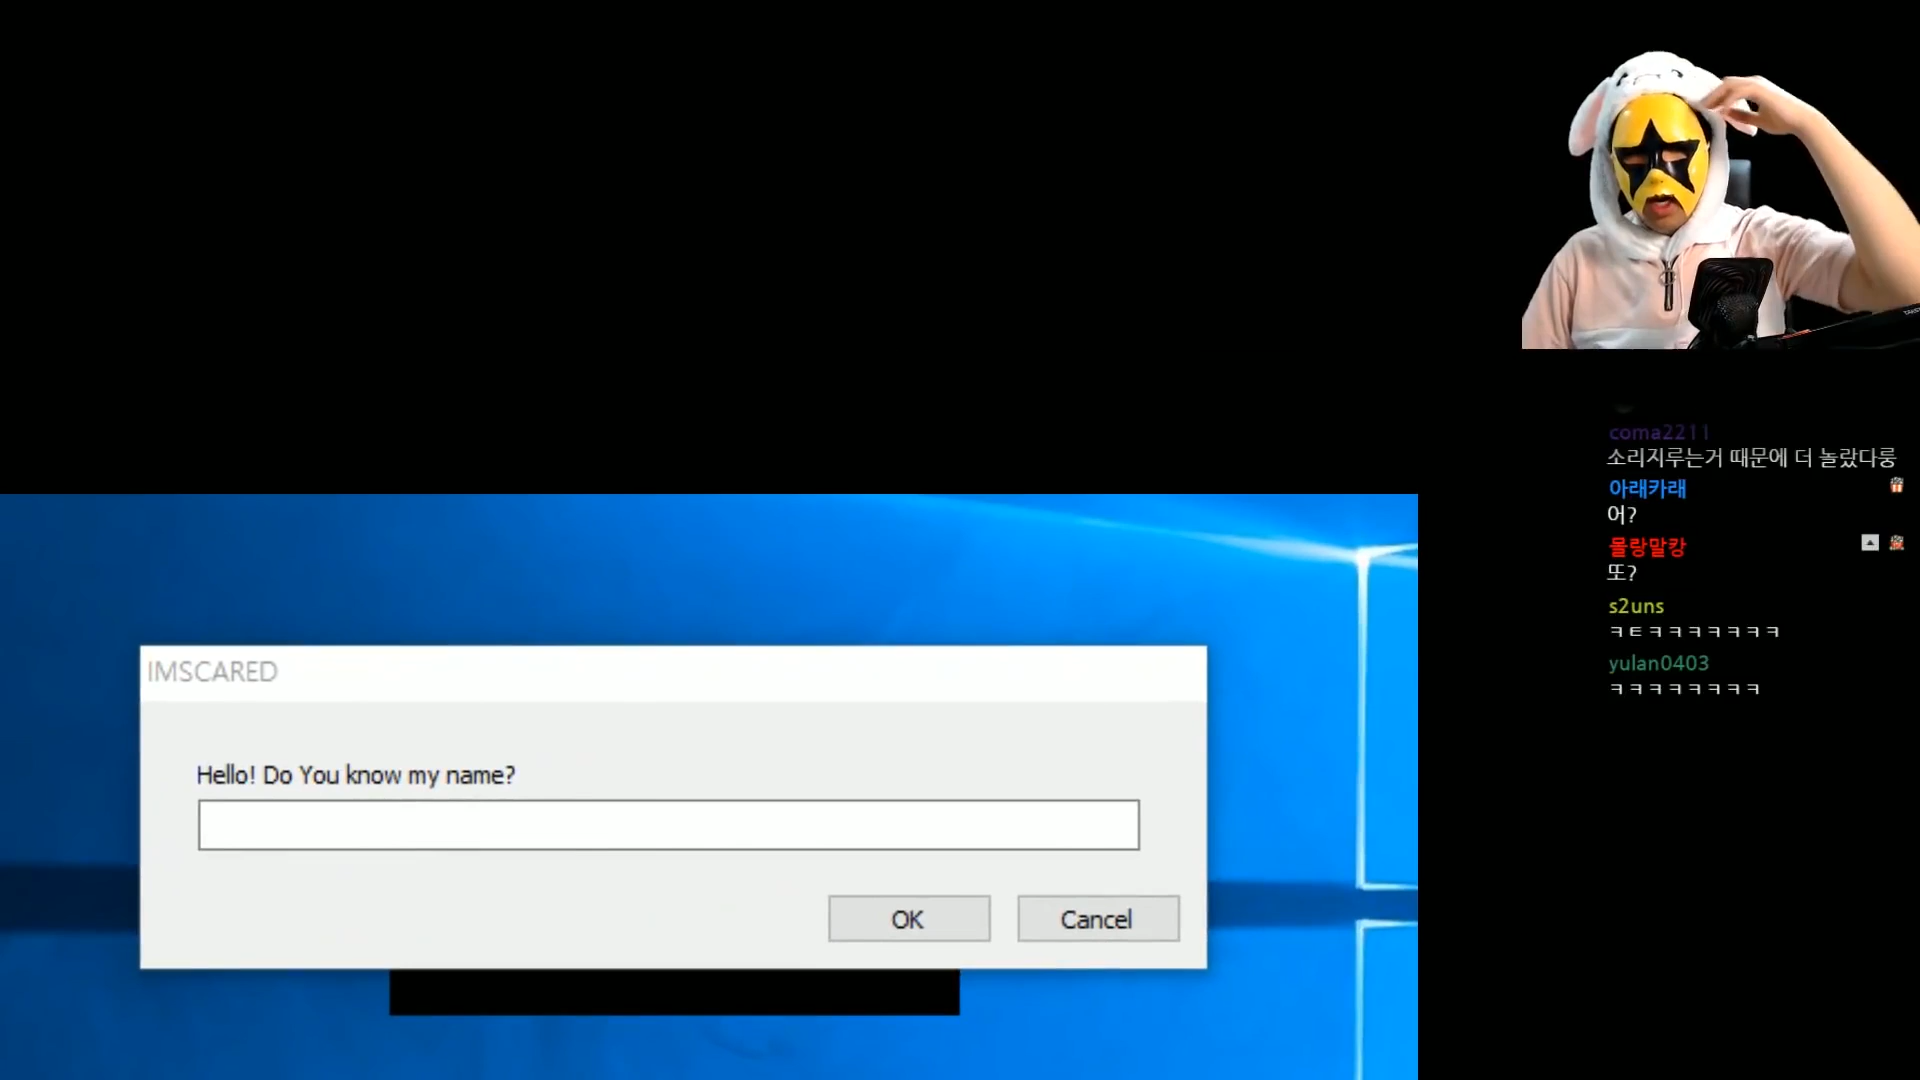 coma2211
소리지루는거 때문에 더 놀랐다룽
아래카래
어?
몰랑말캉
또?
s2uns
ㅋㅌㅋㅋㅋㅋㅋㅋㅋ
yulan0403
ㅋㅋㅋㅋㅋㅋㅋㅋ
IMSCARED
Hello! Do You know my name?
OK
Cancel